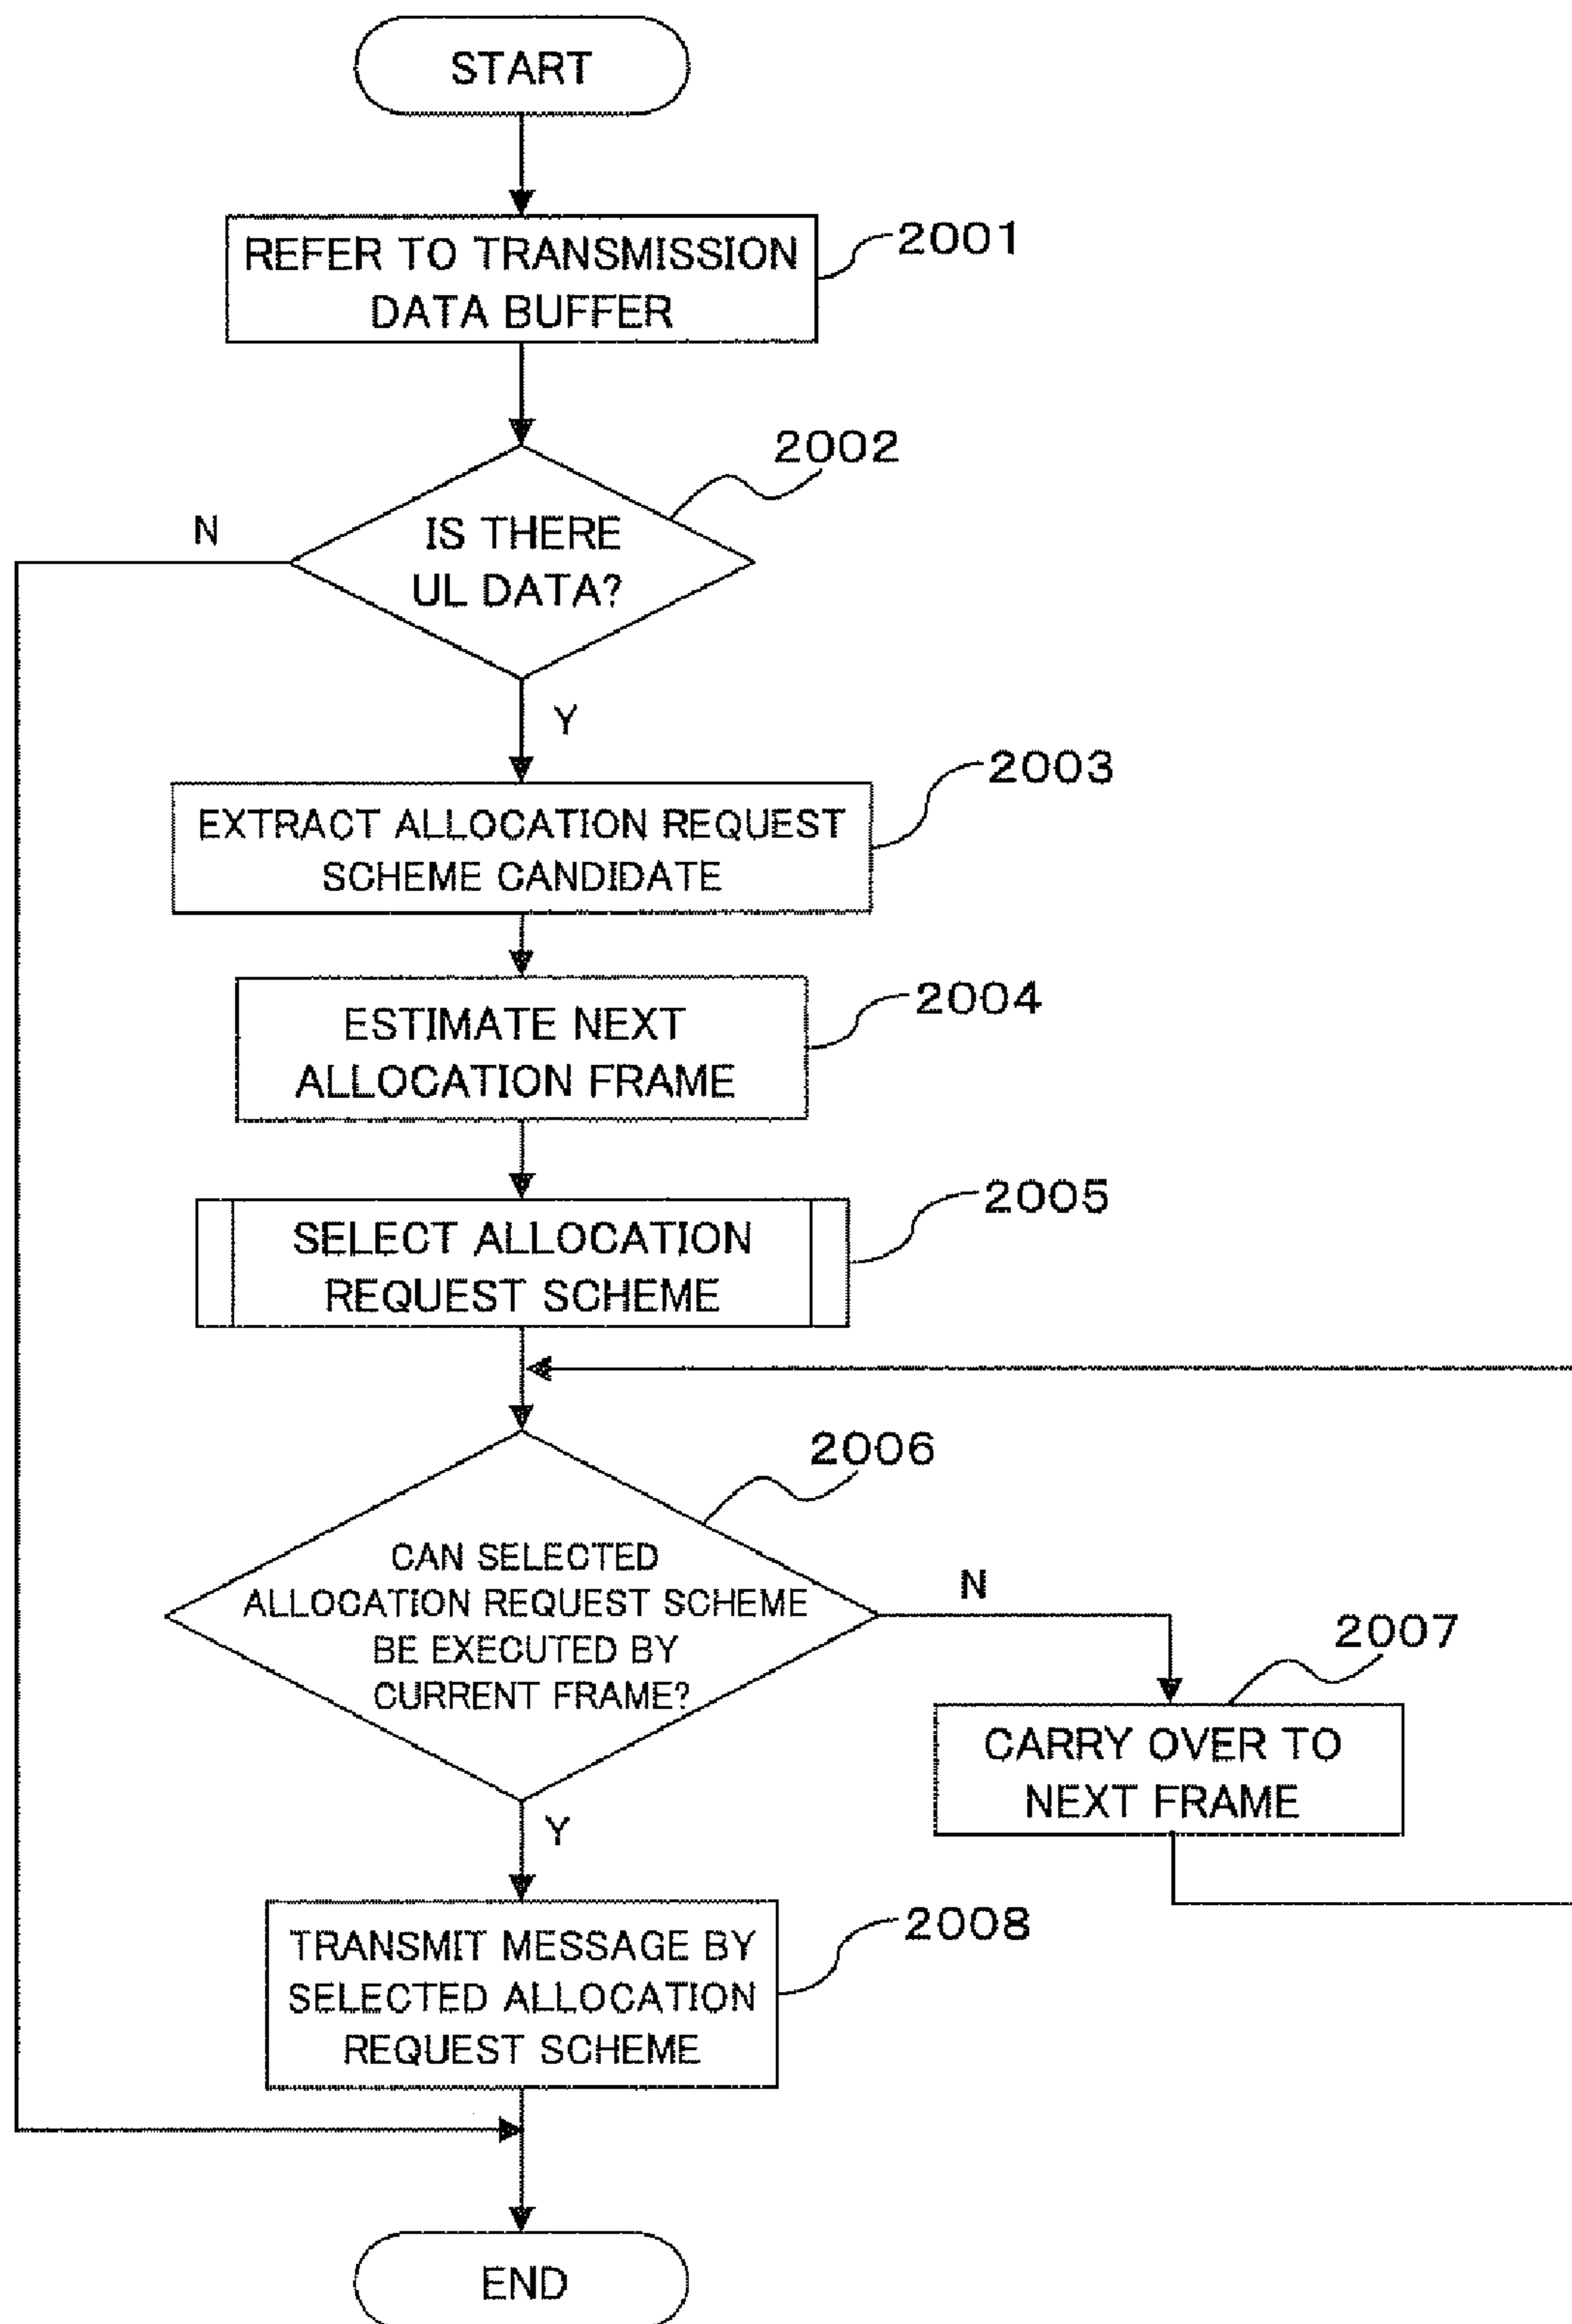 START
REFER TO TRANSMISSION
DATA BUFFER
2001
2002
IS THERE
UL DATA?
N
Y
2003
EXTRACT ALLOCATION REQUEST
SCHEME CANDIDATE
2004
ESTIMATE NEXT
ALLOCATION FRAME
2005
SELECT ALLOCATION
REQUEST SCHEME
2006
CAN SELECTED
ALLOCATION REQUEST SCHEME
BE EXECUTED BY
CURRENT FRAME?
N
Y
2007
CARRY OVER TO
NEXT FRAME
2008
TRANSMIT MESSAGE BY
SELECTED ALLOCATION
REQUEST SCHEME
END